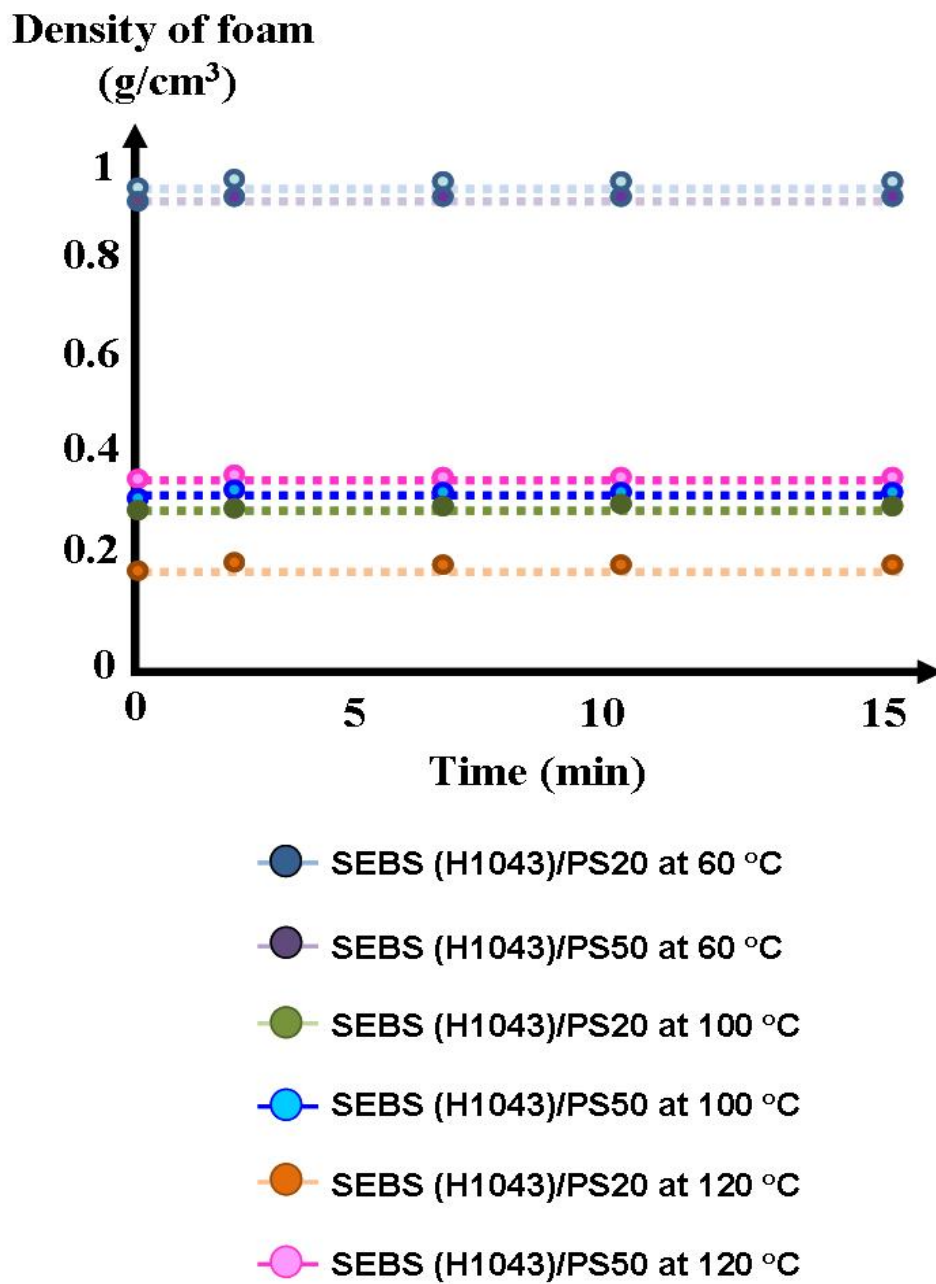 Density of foam
(g/cm³)
1
0.8
0.6
0.4
0.2
0
0 5 10 15
Time (min)
SEBS (H1043)/PS20 at 60 °C
SEBS (H1043)/PS50 at 60 °C
SEBS (H1043)/PS20 at 100 °C
SEBS (H1043)/PS50 at 100 °C
SEBS (H1043)/PS20 at 120 °C
SEBS (H1043)/PS50 at 120 °C